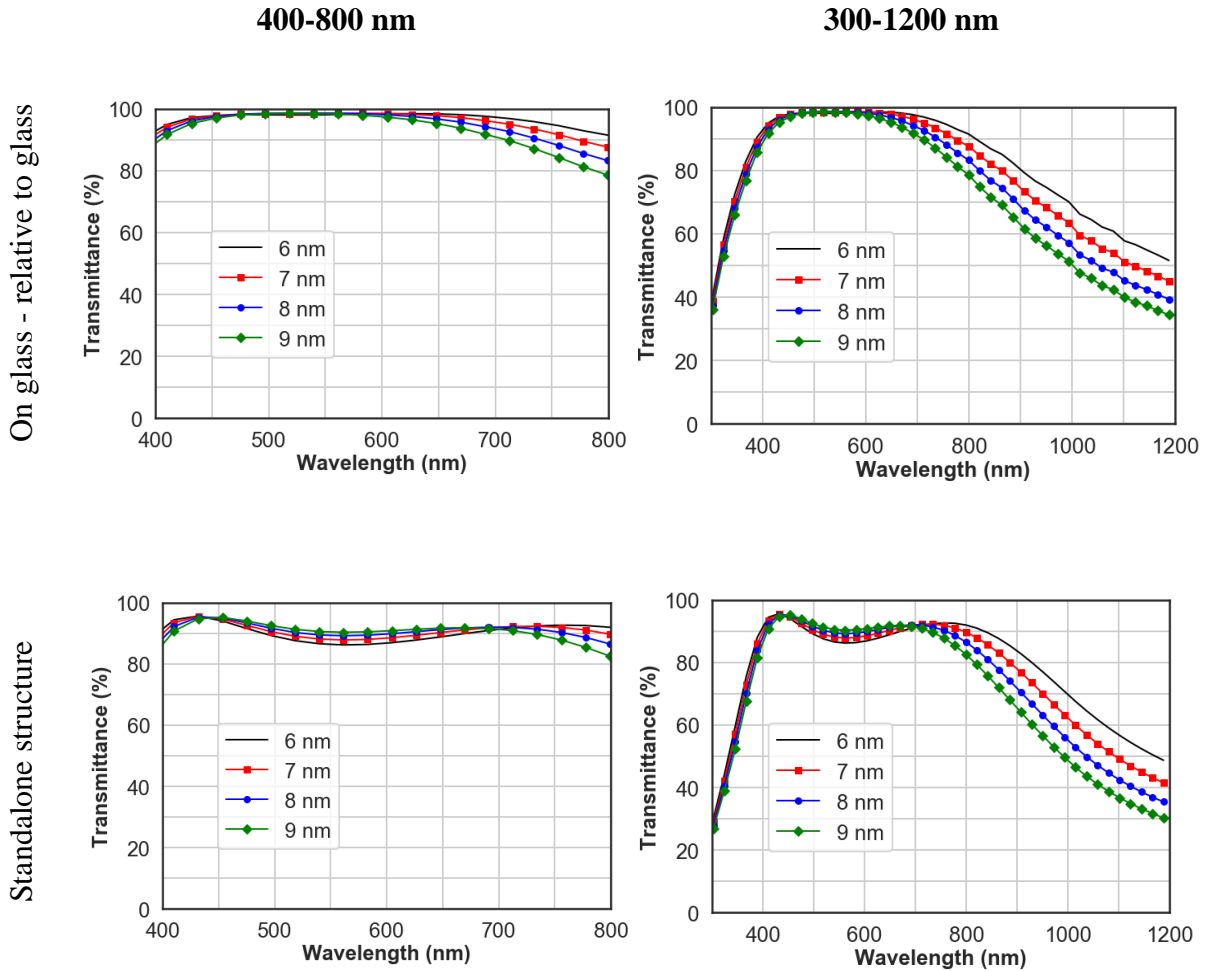 400-800 nm
300-1200 nm
On glass - relative to glass
Transmittance (%)
100
80
60
40
20
0
6 nm
7 nm
8 nm
9 nm
400 500 600 700 800
Wavelength (nm)
Transmittance (%)
100
80
60
40
20
0
6 nm
7 nm
8 nm
9 nm
400 600 800 1000 1200
Wavelength (nm)
Standalone structure
Transmittance (%)
100
80
60
40
20
0
6 nm
7 nm
8 nm
9 nm
400 500 600 700 800
Wavelength (nm)
Transmittance (%)
100
80
60
40
20
0
6 nm
7 nm
8 nm
9 nm
400 600 800 1000 1200
Wavelength (nm)